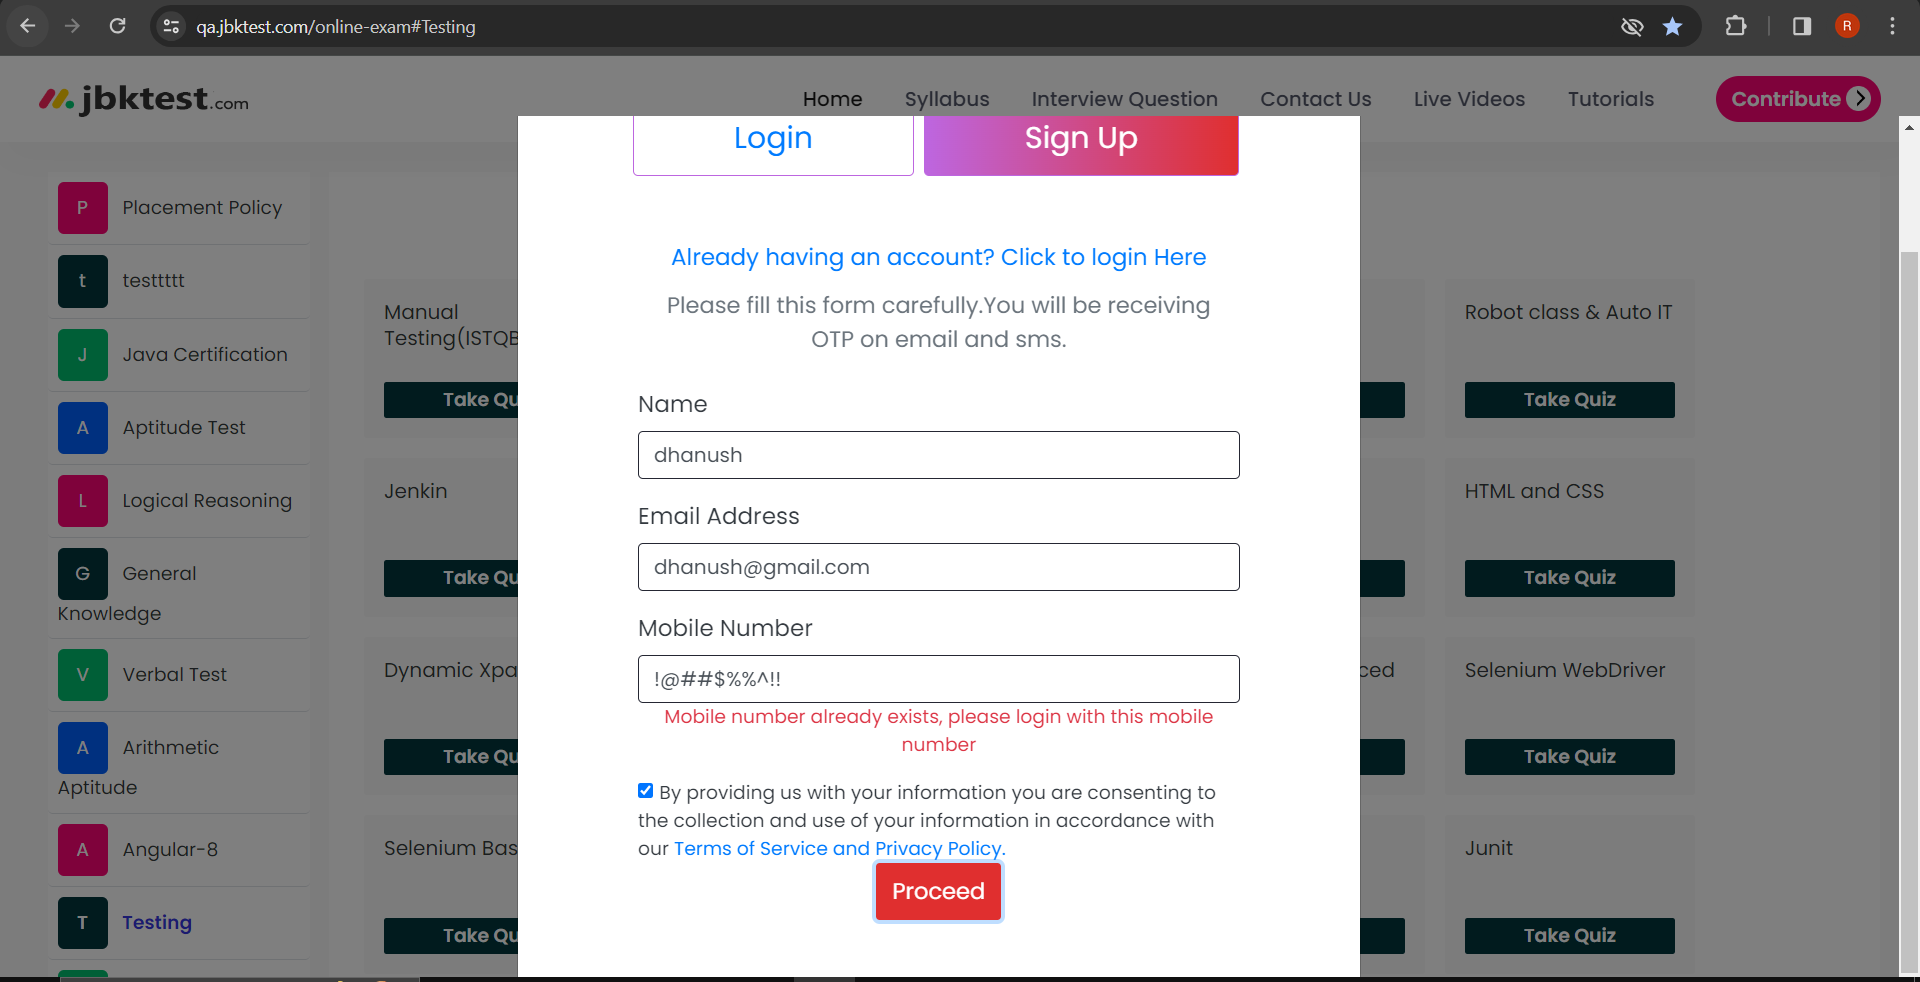 qa.jbktest.com/online-exam#Testing
R
jbktest.com
Home
Syllabus
Interview Question
Contact Us
Live Videos
Tutorials
Contribute
Login
Sign Up
P
Placement Policy
t
testtttt
J
Java Certification
A
Aptitude Test
L
Logical Reasoning
G
General
Knowledge
V
Verbal Test
A
Arithmetic
Aptitude
A
Angular-8
T
Testing
Manual
Testing(ISTQB
Take Qu
Jenkin
Take Qu
Dynamic Xpa
Take Qu
Selenium Bas
Take Qu
Already having an account? Click to login Here
Please fill this form carefully.You will be receiving
OTP on email and sms.
Name
dhanush
Email Address
dhanush@gmail.com
Mobile Number
!@##$%%^!!
Mobile number already exists, please login with this mobile
number
By providing us with your information you are consenting to
the collection and use of your information in accordance with
our Terms of Service and Privacy Policy.
Proceed
ced
Robot class & Auto IT
Take Quiz
HTML and CSS
Take Quiz
Selenium WebDriver
Take Quiz
Junit
Take Quiz